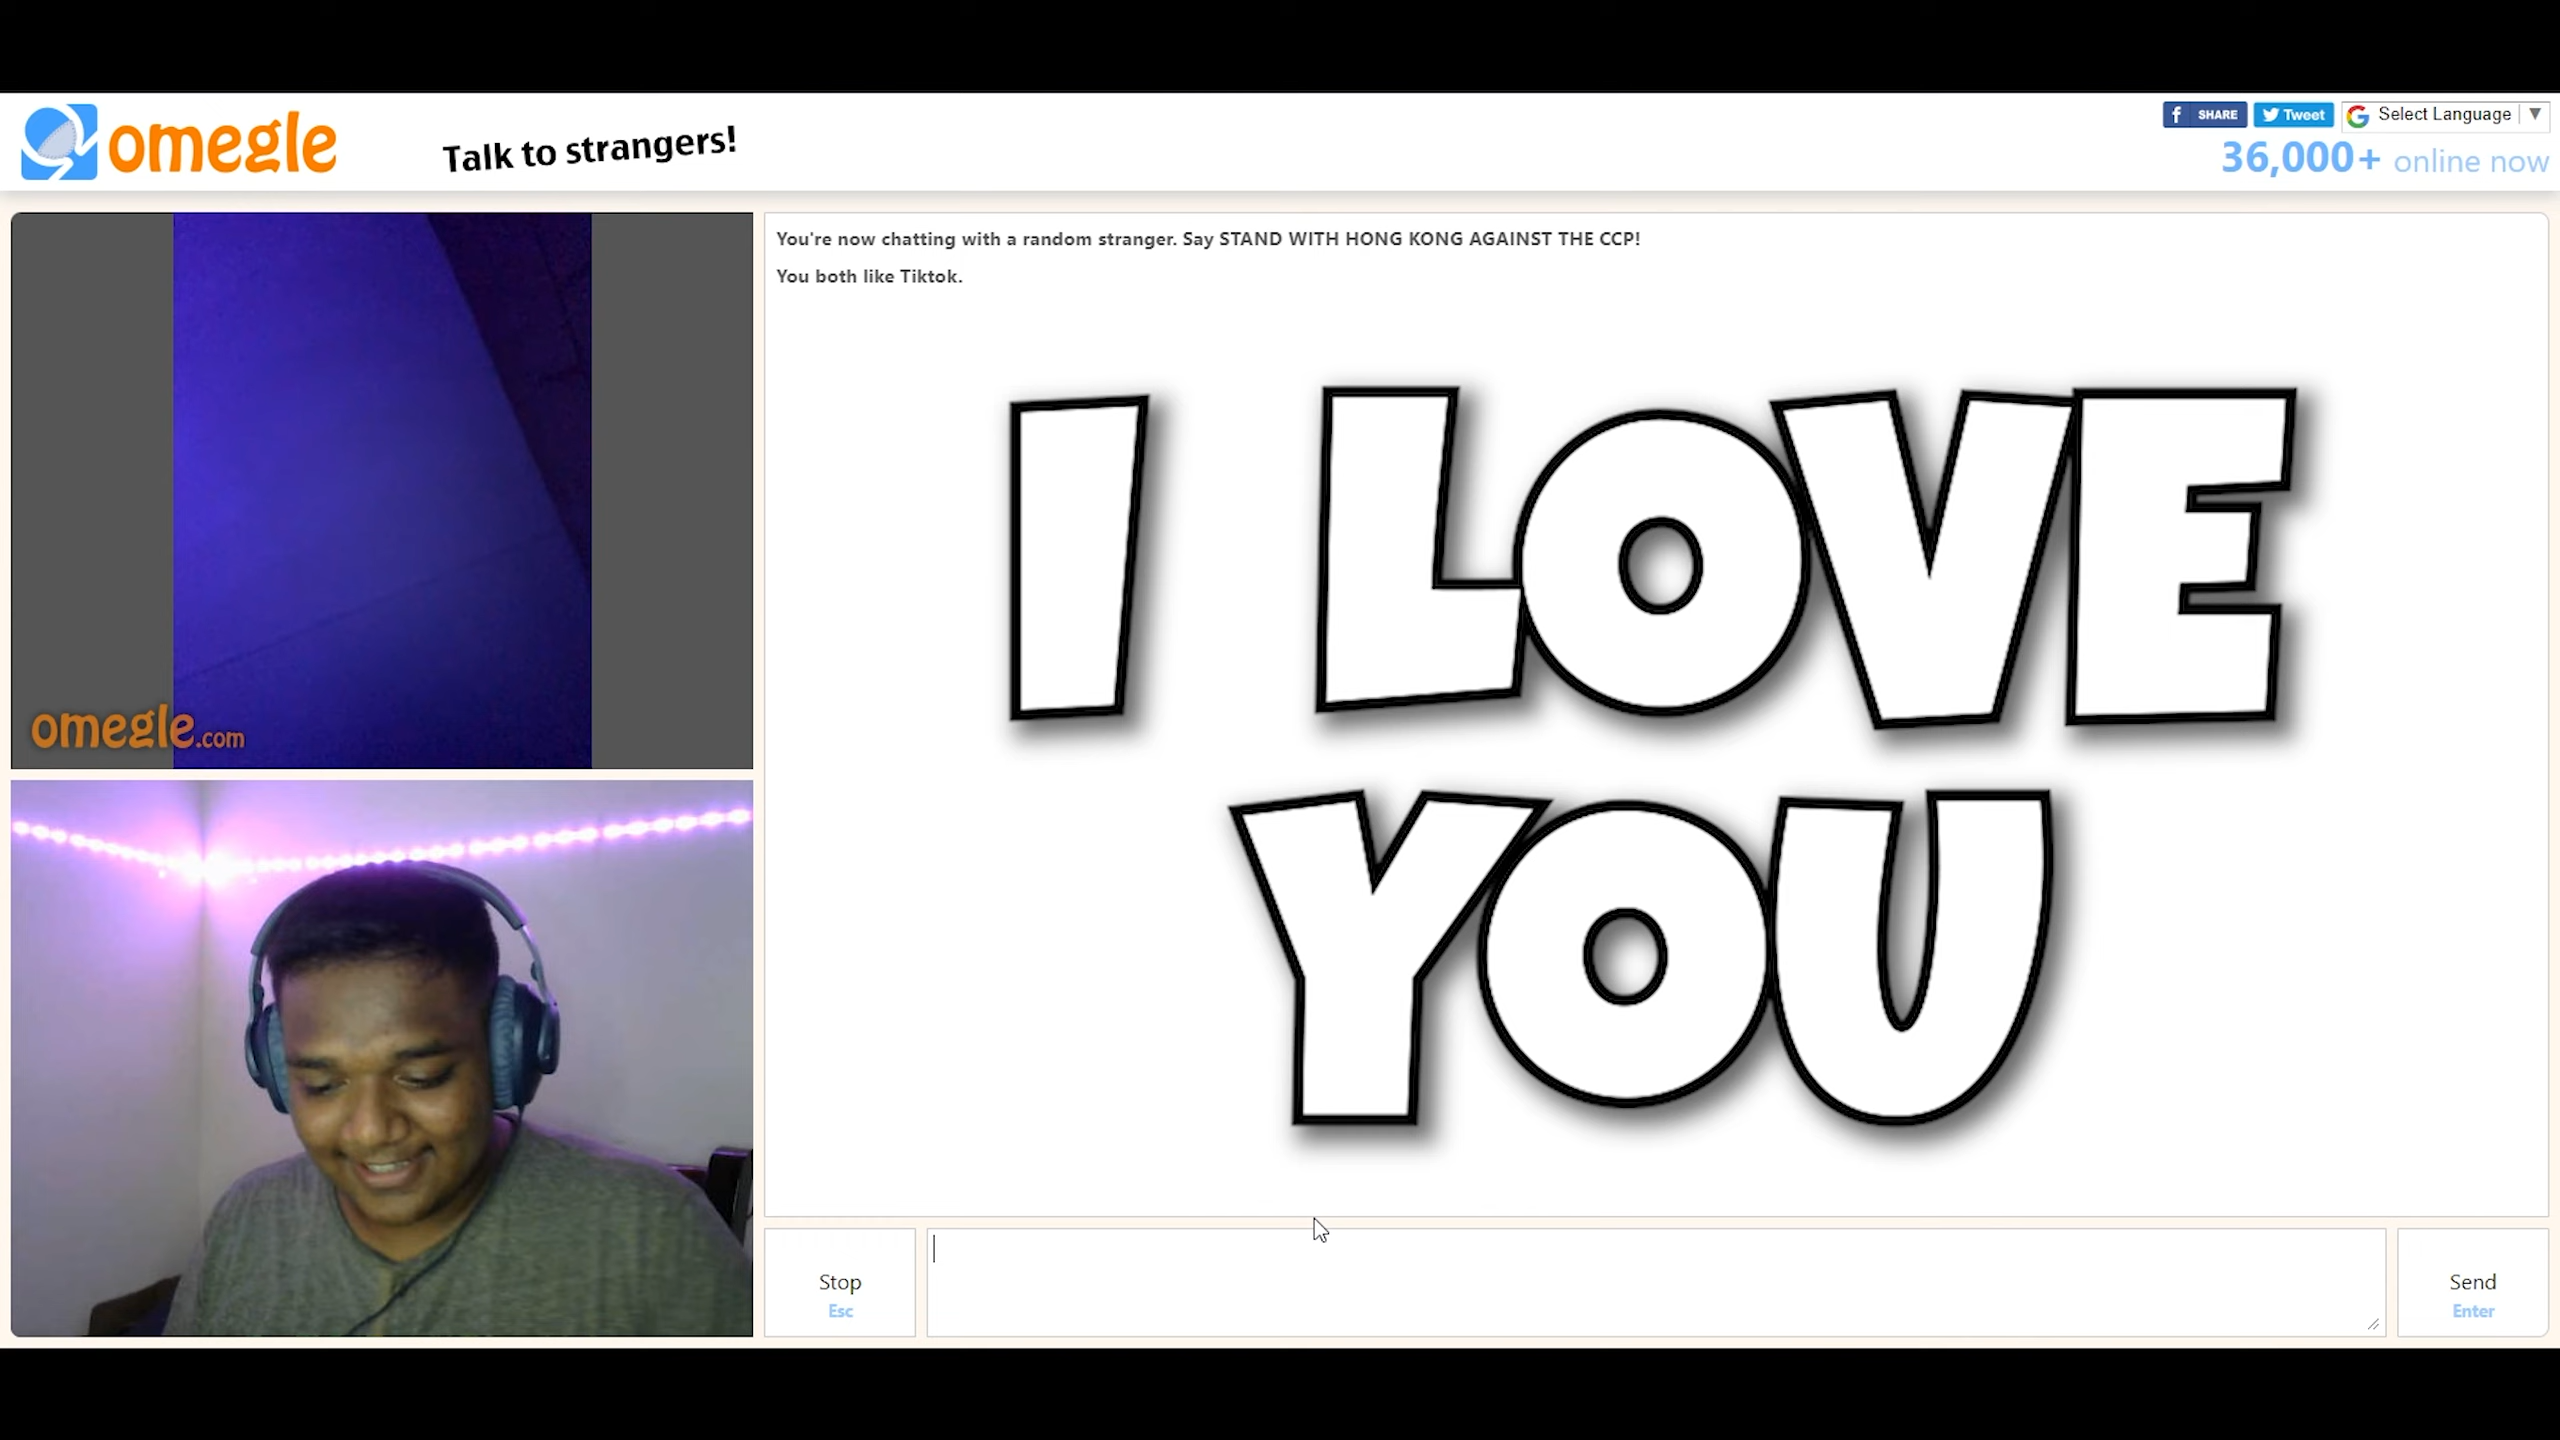 omegle
Talk to strangers!
f SHARE
Tweet
Select Language ▼
36,000+ online now
You're now chatting with a random stranger. Say STAND WITH HONG KONG AGAINST THE CCP!
You both like Tiktok.
I LOVE
YOU
omegle.com
Stop
Esc
Send
Enter